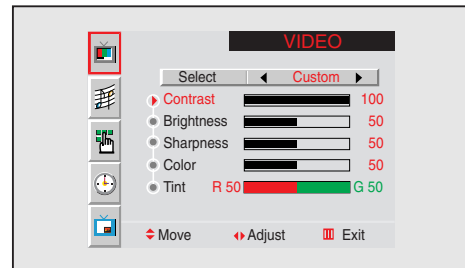 VIDEO
Select Custom
Contrast 100
Brightness 50
Sharpness 50
Color 50
Tint R 50 G 50
Move Adjust Exit